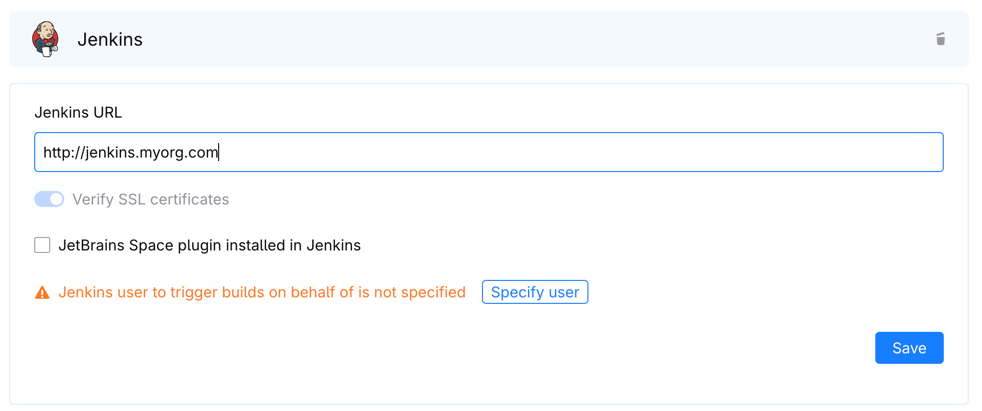 Jenkins
Jenkins URL
http://jenkins.myorg.com
Verify SSL certificates
JetBrains Space plugin installed in Jenkins
Jenkins user to trigger builds on behalf of is not specified Specify user
Save